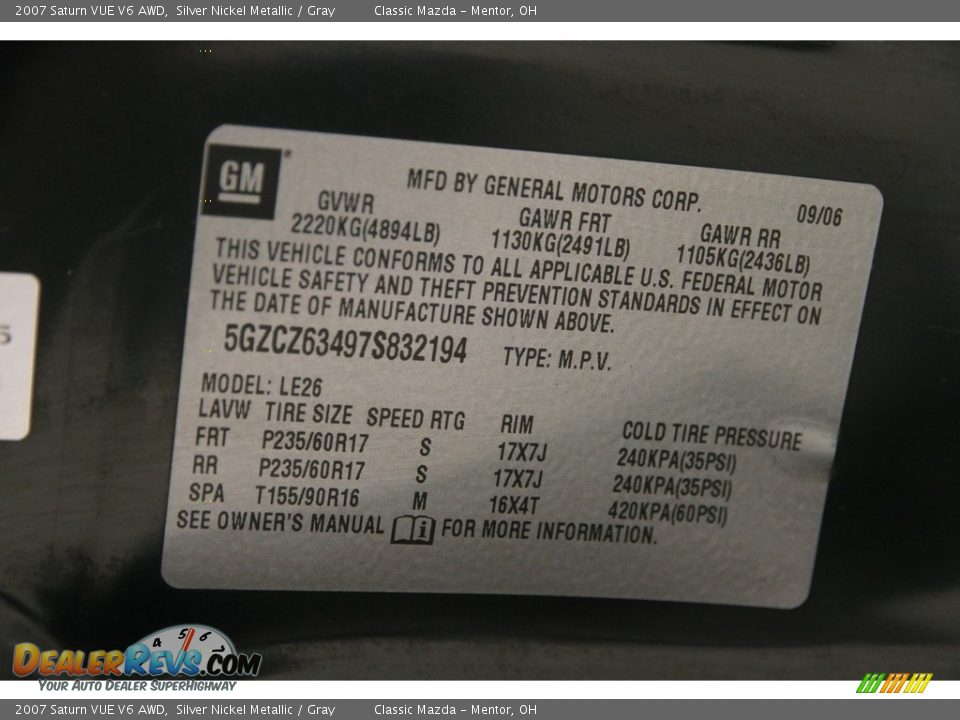 2007 Saturn VUE V6 AWD, Silver Nickel Metallic / Gray Classic Mazda - Mentor, OH
GM
MFD BY GENERAL MOTORS CORP.
09/06
GVWR GAWR FRT GAWR RR
2220KG(4894LB) 1130KG(2491LB) 1105KG(2436LB)
THIS VEHICLE CONFORMS TO ALL APPLICABLE U.S. FEDERAL MOTOR
VEHICLE SAFETY AND THEFT PREVENTION STANDARDS IN EFFECT ON
THE DATE OF MANUFACTURE SHOWN ABOVE.
5GZCZ63497S832194 TYPE: M.P.V.
MODEL: LE26
LAVW TIRE SIZE SPEED RTG RIM COLD TIRE PRESSURE
FRT P235/60R17 S 17X7J 240KPA(35PSI)
RR P235/60R17 S 17X7J 240KPA(35PSI)
SPA T155/90R16 M 16X4T 420KPA(60PSI)
SEE OWNER'S MANUAL i FOR MORE INFORMATION.
5
4 5 6
DEALERREVS.COM
YOUR AUTO DEALER SUPERHIGHWAY
2007 Saturn VUE V6 AWD, Silver Nickel Metallic / Gray Classic Mazda - Mentor, OH